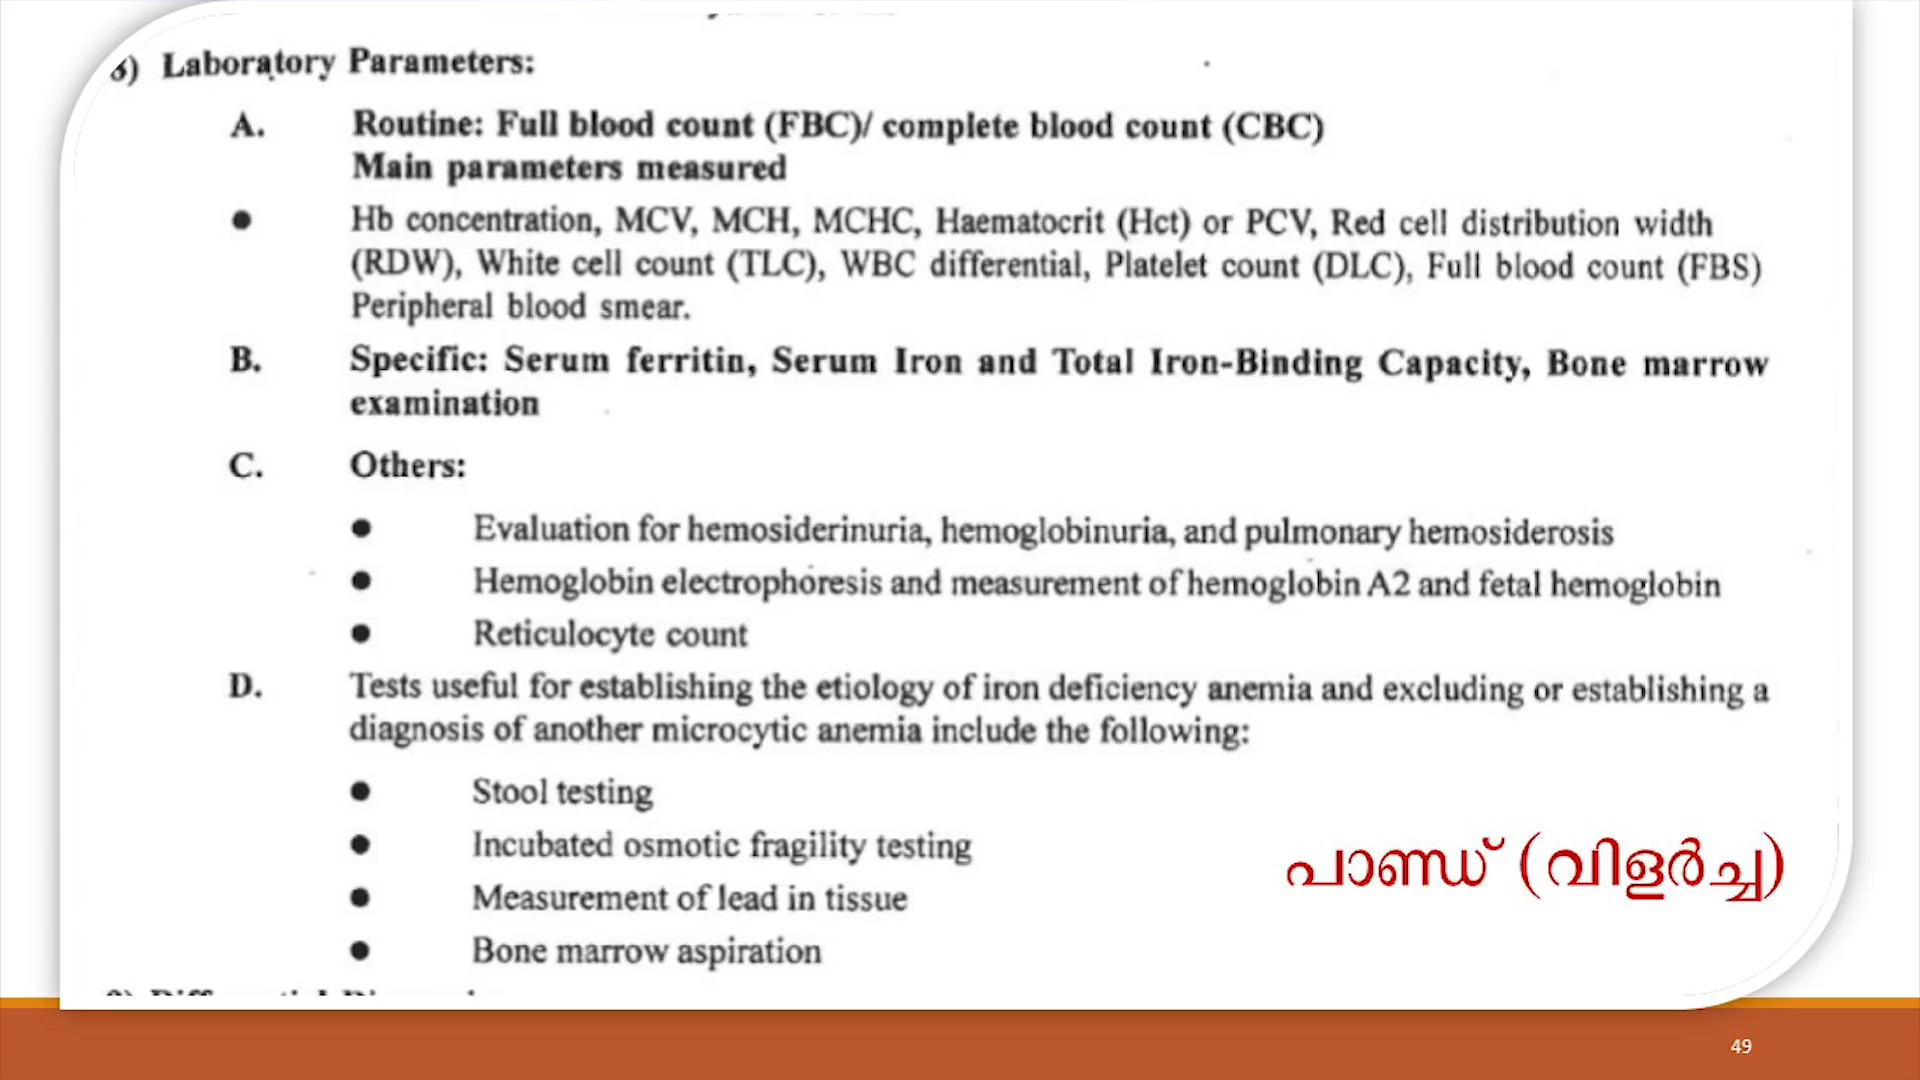 8) Laboratory Parameters:
A. Routine: Full blood count (FBC)/ complete blood count (CBC)
Main parameters measured
● Hb concentration, MCV, MCH, MCHC, Haematocrit (Hct) or PCV, Red cell distribution width
(RDW), White cell count (TLC), WBC differential, Platelet count (DLC), Full blood count (FBS)
Peripheral blood smear.
B. Specific: Serum ferritin, Serum Iron and Total Iron-Binding Capacity, Bone marrow
examination
C. Others:
● Evaluation for hemosiderinuria, hemoglobinuria, and pulmonary hemosiderosis
● Hemoglobin electrophoresis and measurement of hemoglobin A2 and fetal hemoglobin
● Reticulocyte count
D. Tests useful for establishing the etiology of iron deficiency anemia and excluding or establishing a
diagnosis of another microcytic anemia include the following:
● Stool testing
● Incubated osmotic fragility testing
● Measurement of lead in tissue
● Bone marrow aspiration
പാണ്ഡ് (വിളർച്ച)
49